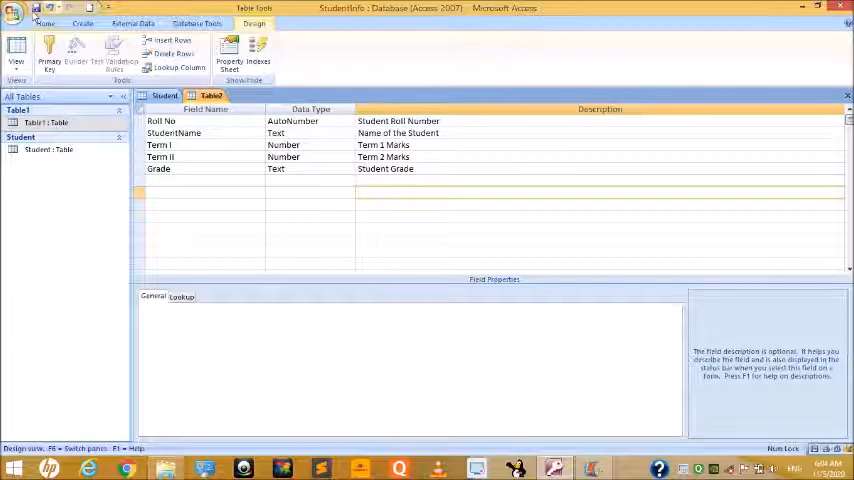 Table Tools
StudentInfo : Database (Access 2007) - Microsoft Access
Home Create External Data Database Tools Design
View
Primary Key
Builder
Test Validation Rules
Insert Rows
Delete Rows
Lookup Column
Property Sheet
Indexes
Views Tools Show/Hide
All Tables
Table1
Table1 : Table
Student
Student : Table
Student Table2
Field Name Data Type Description
Roll No AutoNumber Student Roll Number
StudentName Text Name of the Student
Term I Number Term 1 Marks
Term II Number Term 2 Marks
Grade Text Student Grade
Field Properties
General Lookup
The field description is optional. It helps you
describe the field and is also displayed in the
status bar when you select this field on a
form. Press F1 for help on descriptions.
Design view. F6 = Switch panes. F1 = Help.
Num Lock
ENG
6:04 AM
11/5/2020